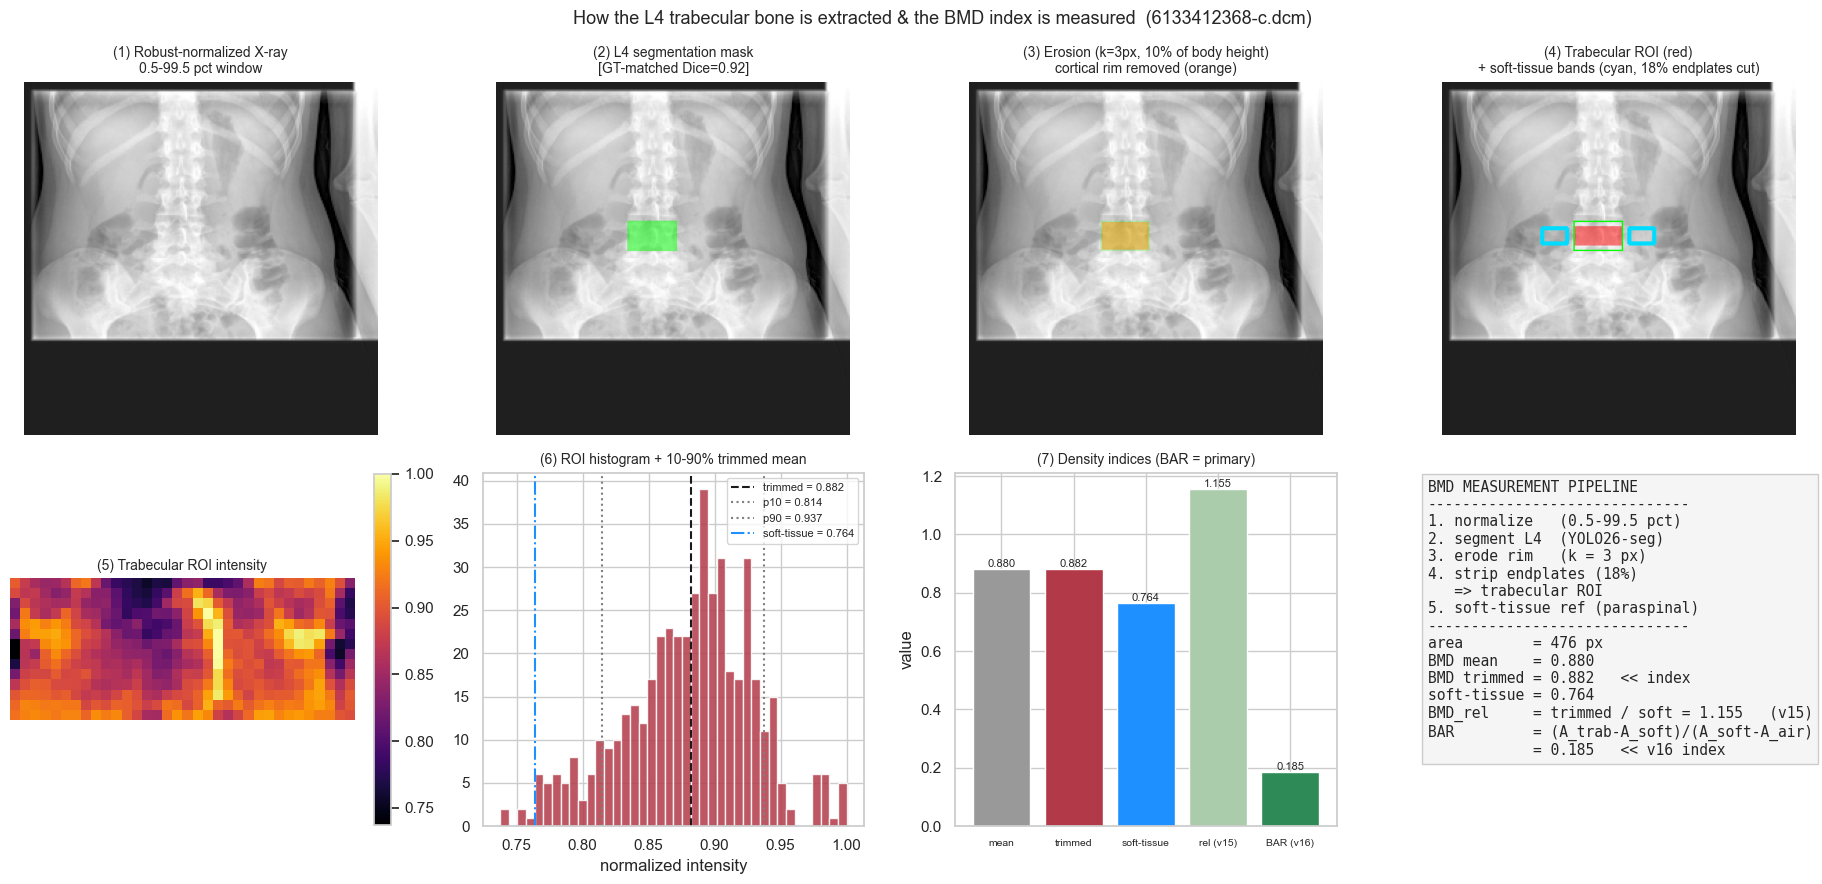 How the L4 trabecular bone is extracted & the BMD index is measured  (6133412368-c.dcm)
(1) Robust-normalized X-ray
0.5-99.5 pct window
(2) L4 segmentation mask
[GT-matched Dice=0.92]
(3) Erosion (k=3px, 10% of body height)
cortical rim removed (orange)
(4) Trabecular ROI (red)
+ soft-tissue bands (cyan, 18% endplates cut)
(5) Trabecular ROI intensity
1.00
0.95
0.90
0.85
0.80
0.75
(6) ROI histogram + 10-90% trimmed mean
40
35
30
25
20
15
10
5
0
trimmed = 0.882
p10 = 0.814
p90 = 0.937
soft-tissue = 0.764
0.75
0.80
0.85
0.90
0.95
1.00
normalized intensity
(7) Density indices (BAR = primary)
value
1.2
1.0
0.8
0.6
0.4
0.2
0.0
0.880
0.882
0.764
1.155
0.185
mean
trimmed
soft-tissue
rel (v15)
BAR (v16)
BMD MEASUREMENT PIPELINE
------------------------------
1. normalize   (0.5-99.5 pct)
2. segment L4  (YOLO26-seg)
3. erode rim   (k = 3 px)
4. strip endplates (18%)
=> trabecular ROI
5. soft-tissue ref (paraspinal)
------------------------------
area        = 476 px
BMD mean    = 0.880
BMD trimmed = 0.882   << index
soft-tissue = 0.764
BMD_rel     = trimmed / soft = 1.155   (v15)
BAR         = (A_trab-A_soft)/(A_soft-A_air)
= 0.185   << v16 index